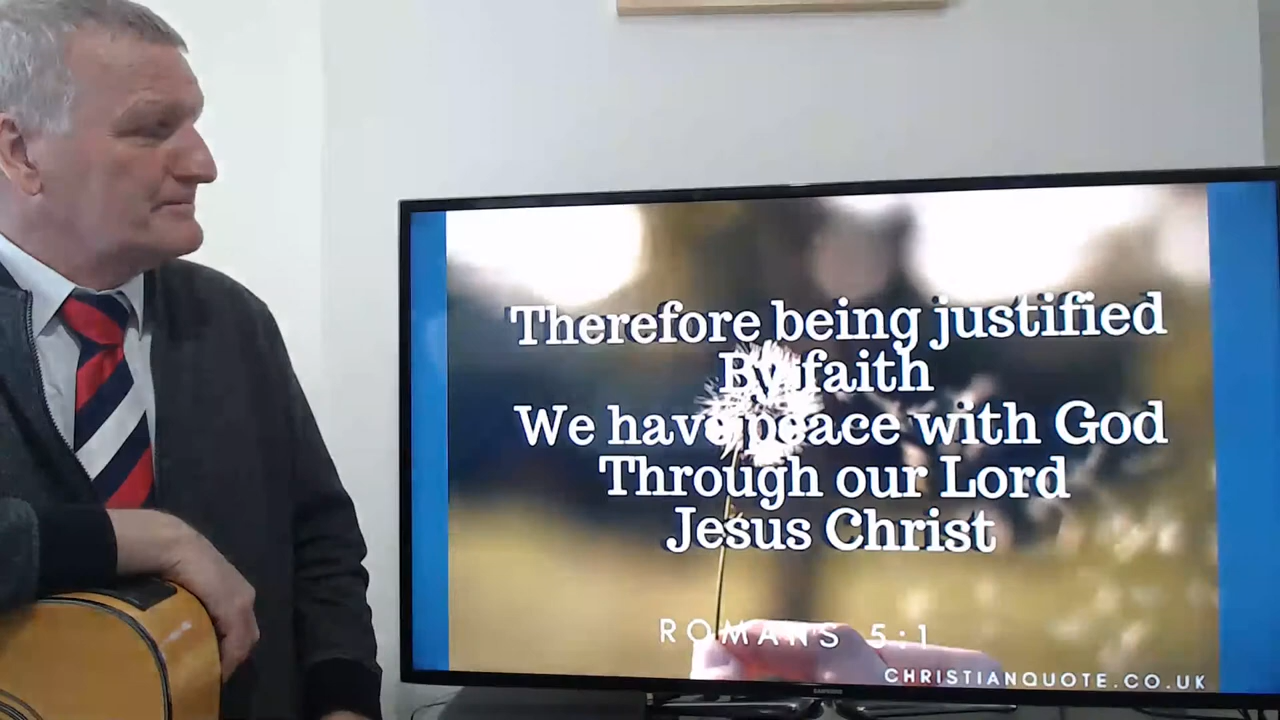 Therefore being justified
By faith
We have peace with God
Through our Lord
Jesus Christ
ROMANS 5:1
CHRISTIANQUOTE.CO.UK
SAMSUNG